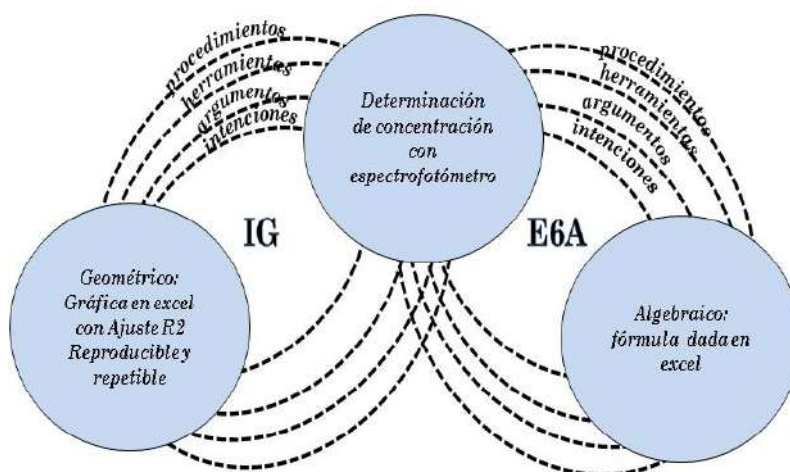 procedimientos
herramientas
argumentos
intenciones
Determinación
de concentración
con
espectrofotómetro
procedimientos
herramientas
argumentos
intenciones
IG
E6A
Geométrico:
Gráfica en excel
con Ajuste R2
Reproducible y
repetible
Algebraico:
fórmula dada en
excel